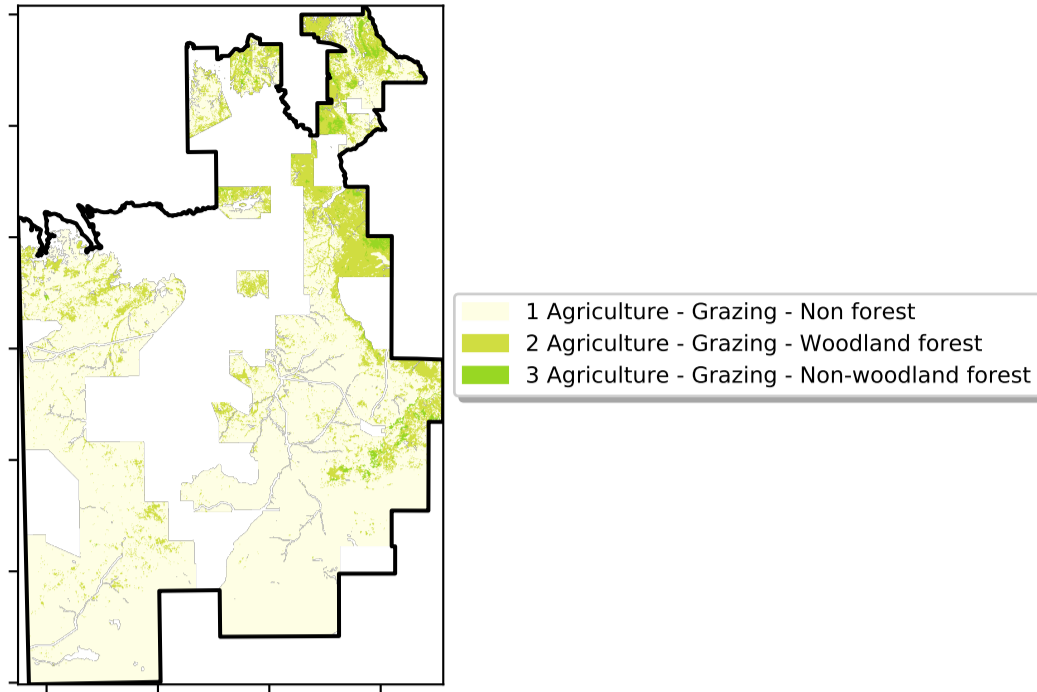 1 Agriculture - Grazing - Non forest
2 Agriculture - Grazing - Woodland forest
3 Agriculture - Grazing - Non-woodland forest